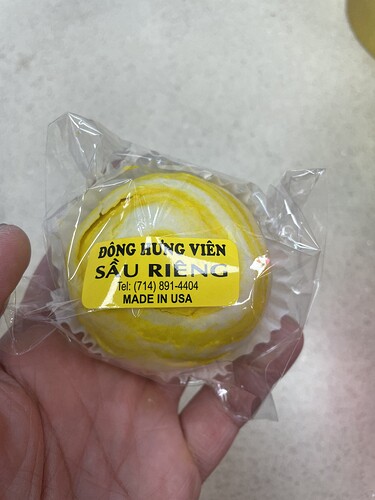 ĐÔNG HƯNG VIÊN
SẦU RIÊNG
Tel: (714) 891-4404
MADE IN USA